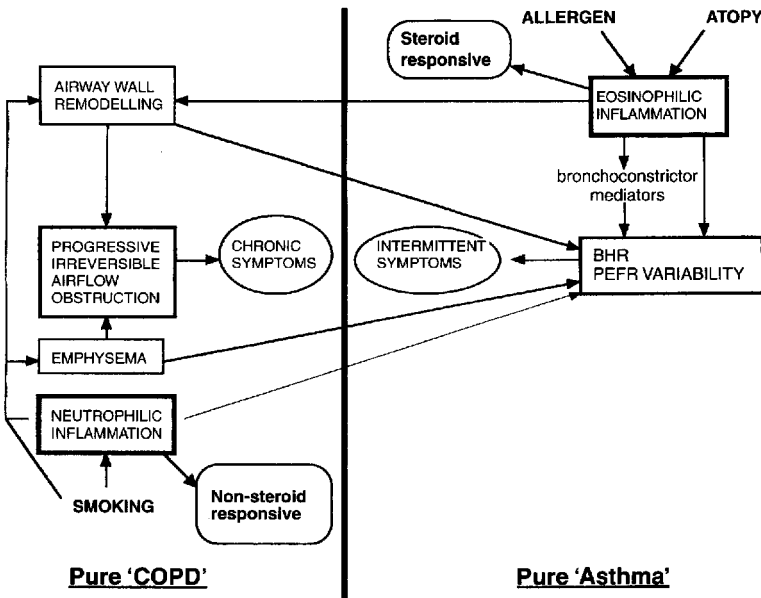 ALLERGEN
ATOPY
Steroid
responsive
AIRWAY WALL
REMODELLING
EOSINOPHILIC
INFLAMMATION
bronchoconstrictor
mediators
PROGRESSIVE
IRREVERSIBLE
AIRFLOW
OBSTRUCTION
CHRONIC
SYMPTOMS
INTERMITTENT
SYMPTOMS
BHR
PEFR VARIABILITY
EMPHYSEMA
NEUTROPHILIC
INFLAMMATION
SMOKING
Non-steroid
responsive
Pure 'COPD'
Pure 'Asthma'